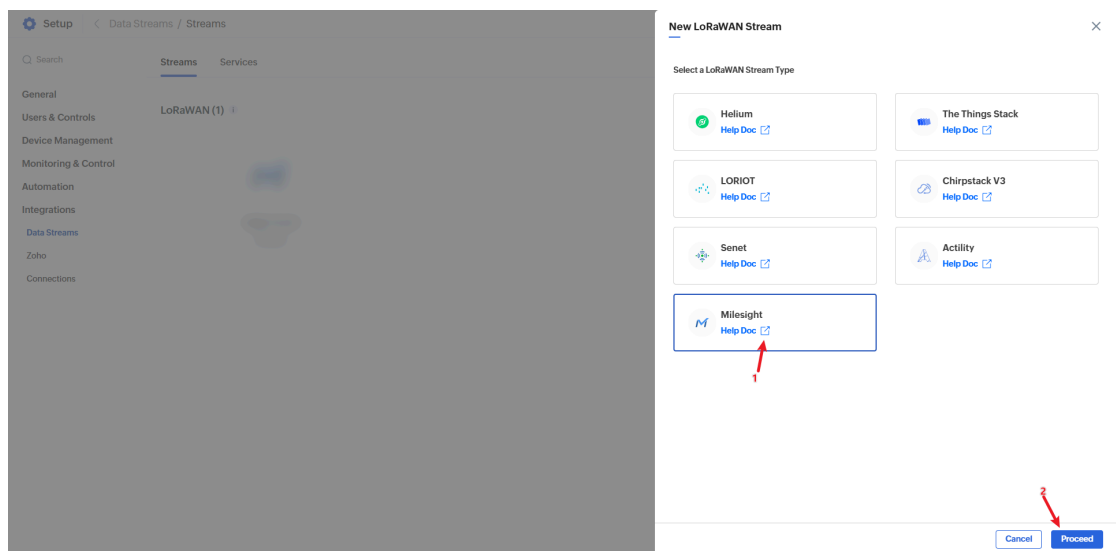 Setup < Data Streams / Streams
Search
General
Users & Controls
Device Management
Monitoring & Control
Automation
Integrations
Data Streams
Zoho
Connections
Streams Services
LoRaWAN (1) +
New LoRaWAN Stream ×
Select a LoRaWAN Stream Type
Helium
Help Doc
The Things Stack
Help Doc
LORIOT
Help Doc
Chirpstack V3
Help Doc
Senet
Help Doc
Actility
Help Doc
Milesight
Help Doc
1
2
Cancel Proceed